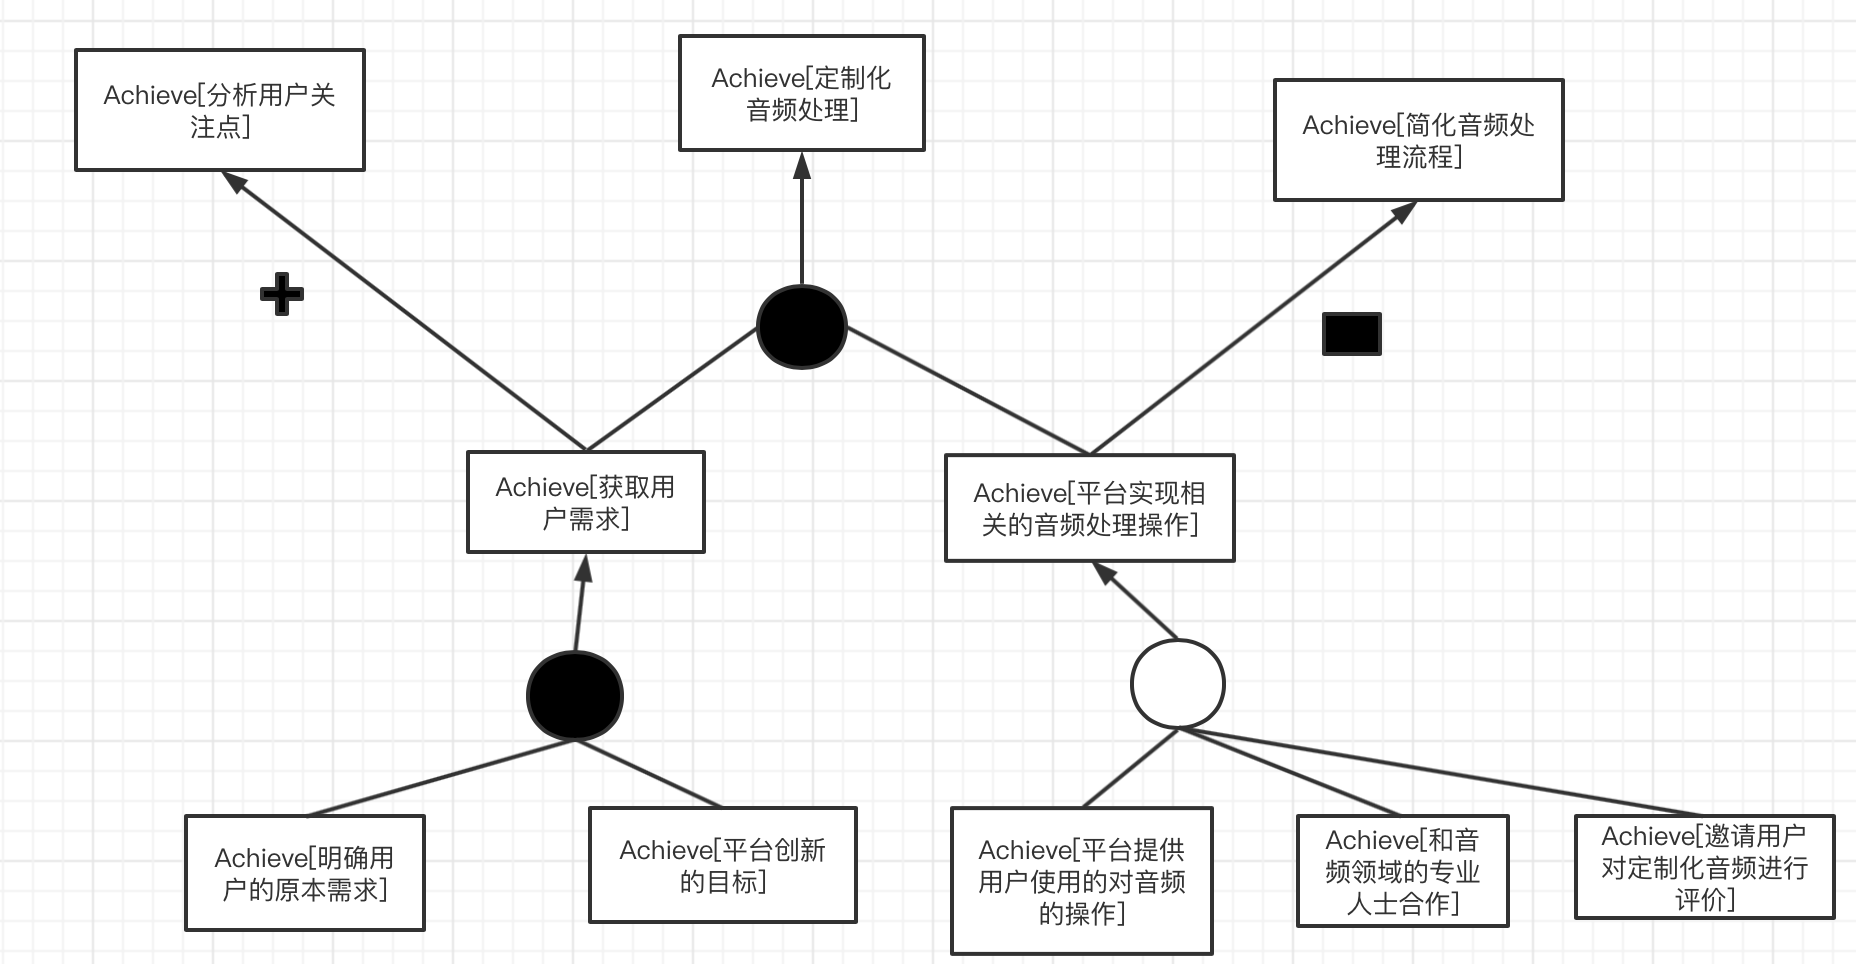 Achieve[分析用户关
注点]
Achieve[定制化
音频处理]
Achieve[简化音频处
理流程]
Achieve[获取用
户需求]
Achieve[平台实现相
关的音频处理操作]
Achieve[明确用
户的原本需求]
Achieve[平台创新
的目标]
Achieve[平台提供
用户使用的对音频
的操作]
Achieve[和音
频领域的专业
人士合作]
Achieve[邀请用户
对定制化音频进行
评价]